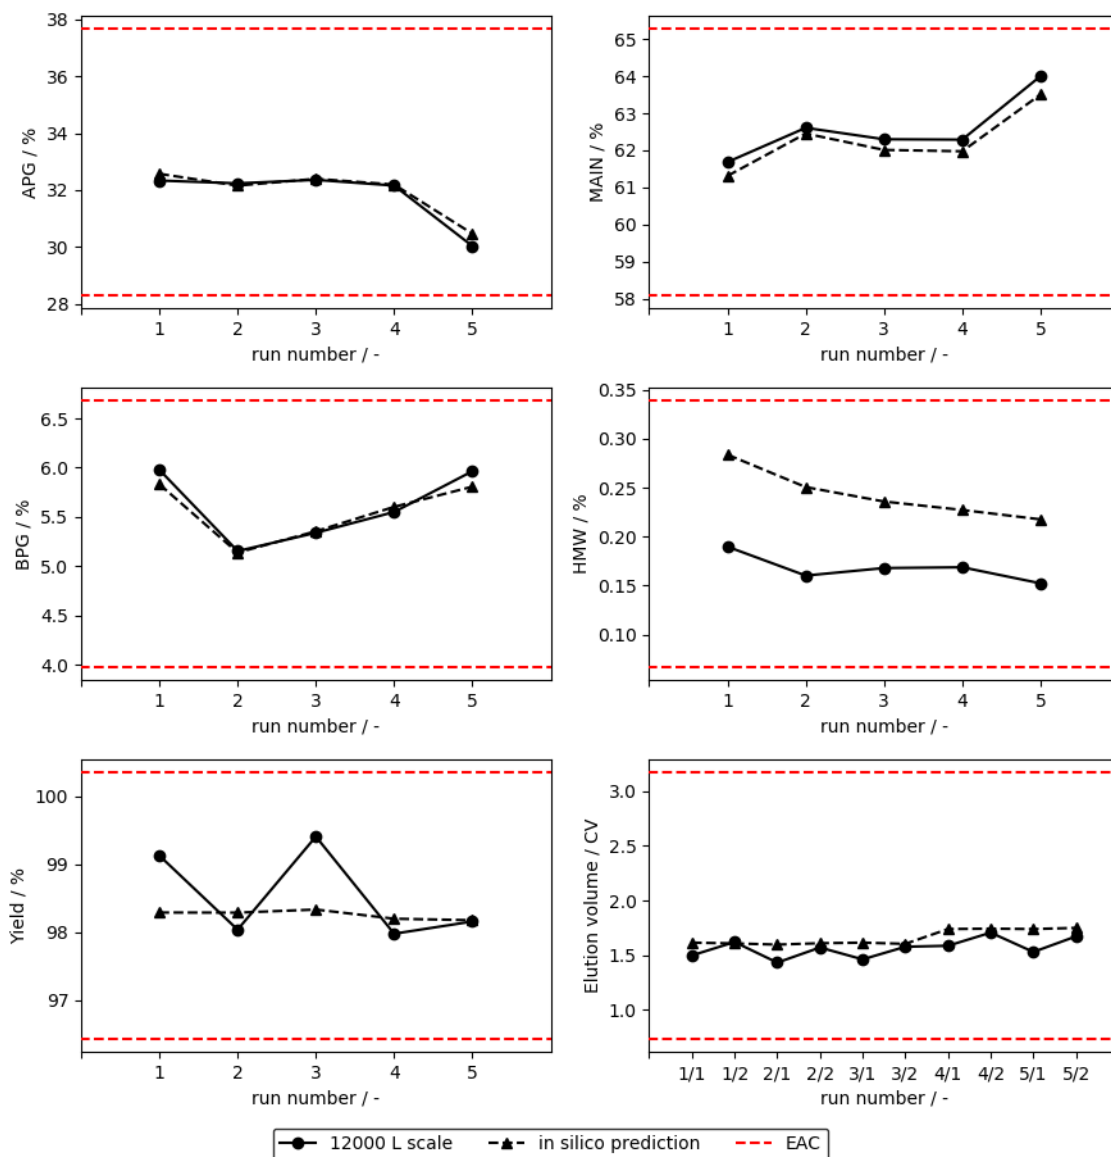 38
36
34
32
30
28
APG / %
1 2 3 4 5
run number / -
65
64
63
62
61
60
59
58
MAIN / %
1 2 3 4 5
run number / -
6.5
6.0
5.5
5.0
4.5
4.0
BPG / %
1 2 3 4 5
run number / -
0.35
0.30
0.25
0.20
0.15
0.10
HMW / %
1 2 3 4 5
run number / -
100
99
98
97
Yield / %
1 2 3 4 5
run number / -
3.0
2.5
2.0
1.5
1.0
Elution volume / CV
1/1 1/2 2/1 2/2 3/1 3/2 4/1 4/2 5/1 5/2
run number / -
12000 L scale in silico prediction EAC